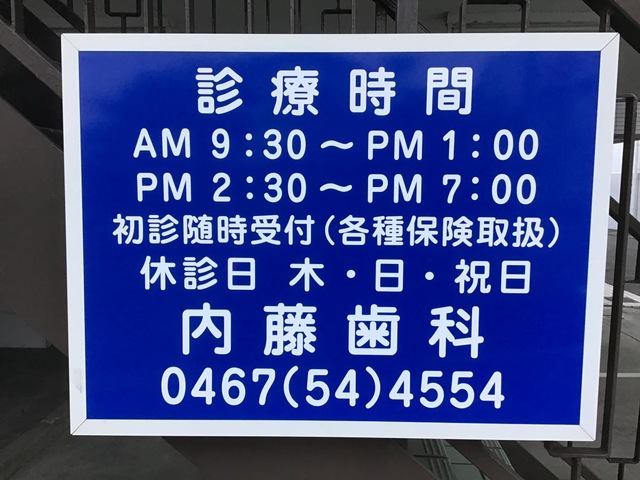 診療時間
AM 9:30～PM 1:00
PM 2:30～PM 7:00
初診随時受付(各種保険取扱)
休診日 木・日・祝日
内藤歯科
0467(54)4554